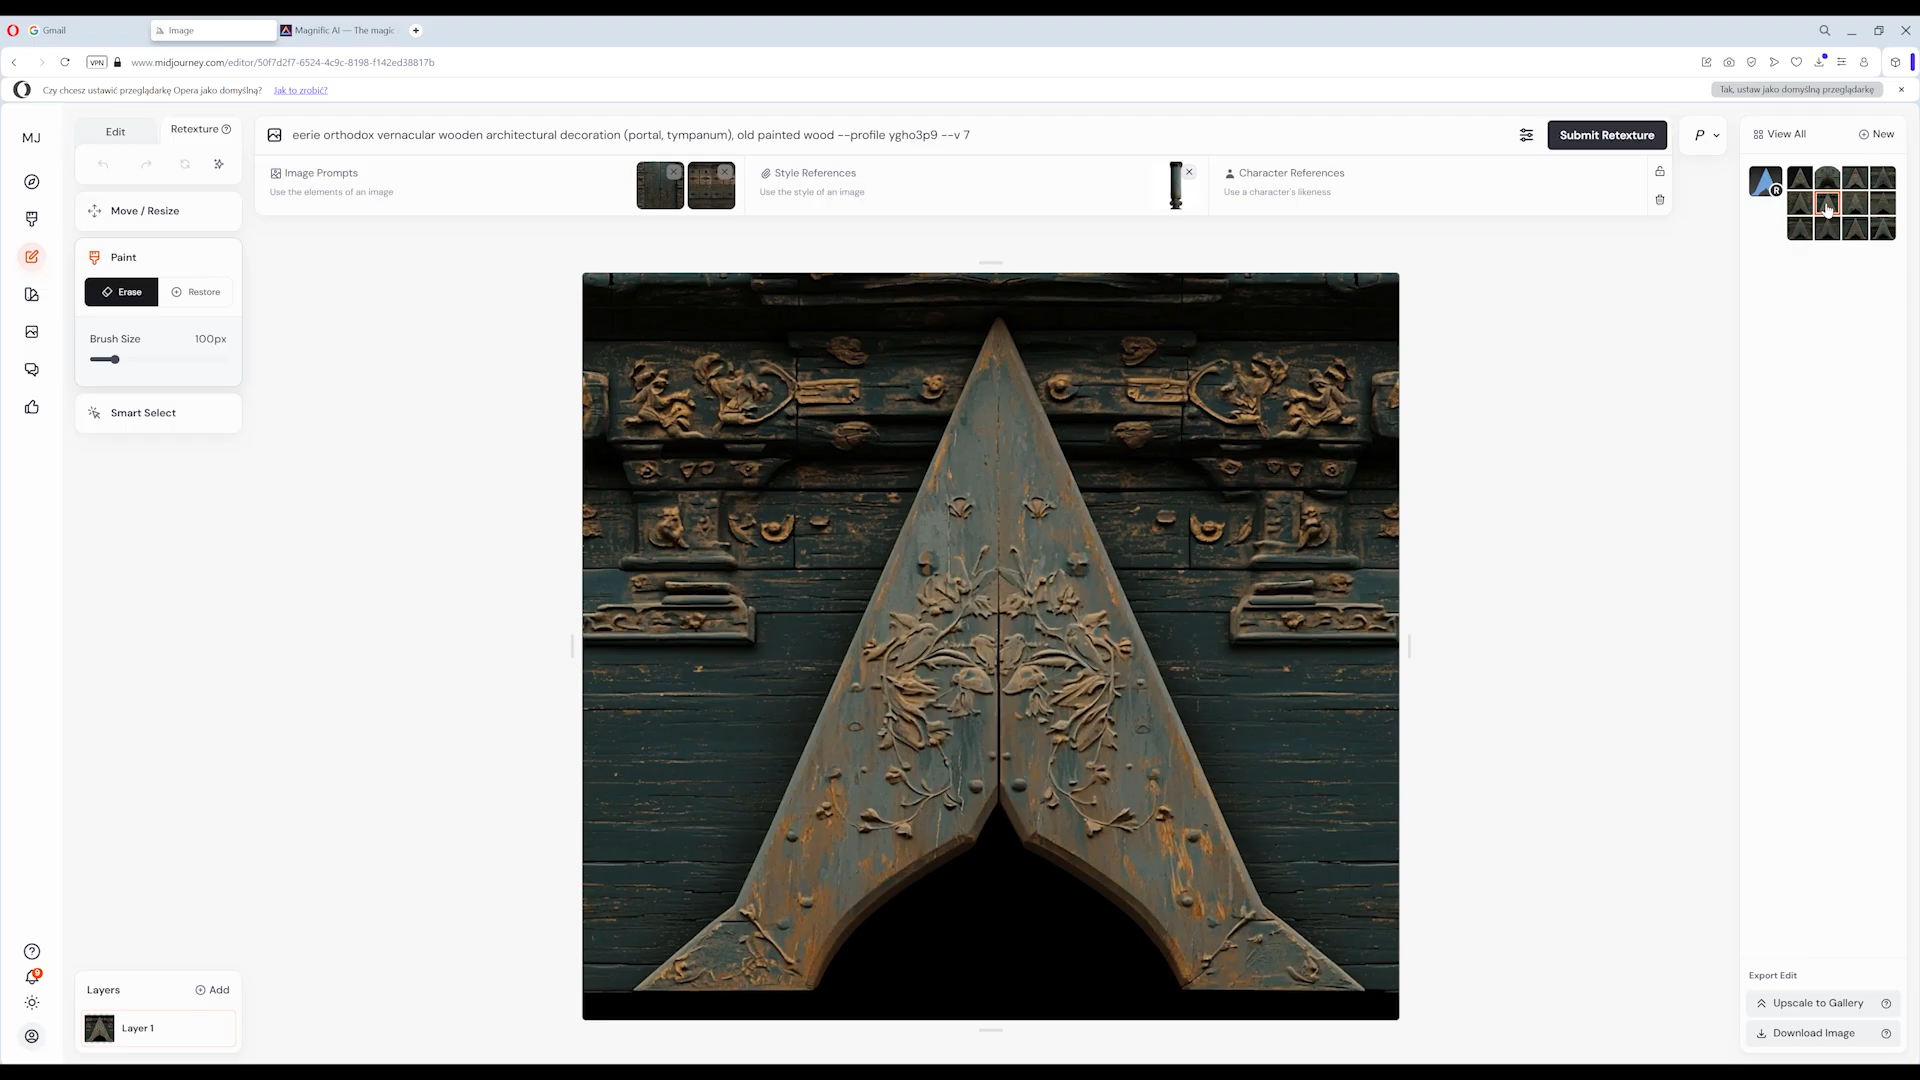 Gmail
Image
Magnific AI — The magic
VPN
www.midjourney.com/editor/50f7d2f7-6524-4c9c-8198-f142ed38817b
Czy chcesz ustawić przeglądarkę Opera jako domyślną? Jak to zrobić?
Tak, ustaw jako domyślną przeglądarkę
MJ
Edit
Retexture
eerie orthodox vernacular wooden architectural decoration (portal, tympanum), old painted wood --profile ygho3p9 --v 7
Submit Retexture
P
View All
New
Image Prompts
Use the elements of an image
Style References
Use the style of an image
Character References
Use a character's likeness
R
Move / Resize
Paint
Erase
Restore
Brush Size
100px
Smart Select
9
Layers
Add
Layer 1
Export Edit
Upscale to Gallery
Download Image